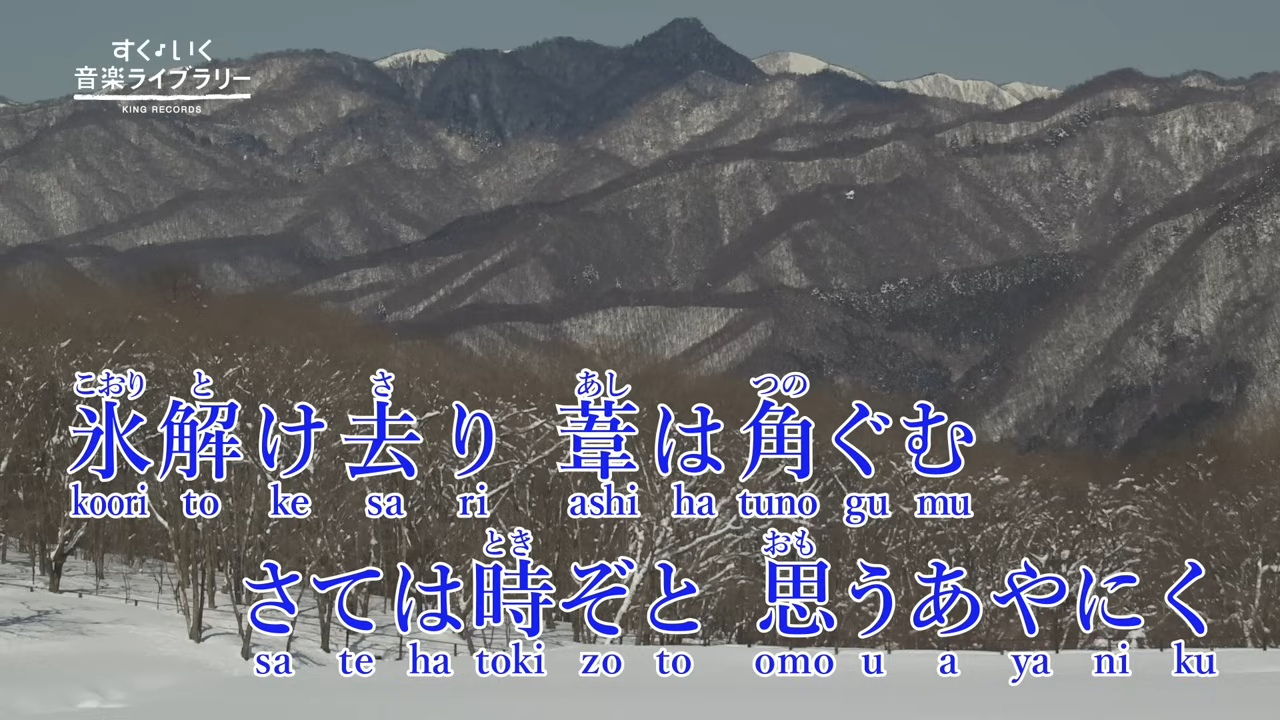 すく♪いく
音楽ライブラリー
KING RECORDS
こおり と さ あし つの
氷解け去り 葦は角ぐむ
koori to ke sa ri ashi ha tuno gu mu
とき おも
さては時ぞと 思うあやにく
sa te ha toki zo to omo u a ya ni ku